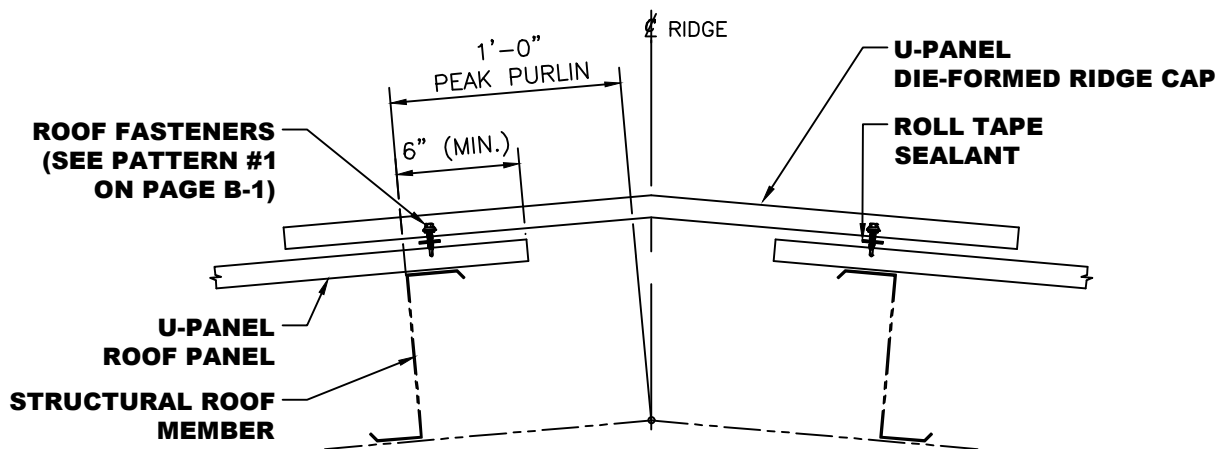 ℄ RIDGE
1'-0"
PEAK PURLIN
6" (MIN.)
U-PANEL
DIE-FORMED RIDGE CAP
ROLL TAPE
SEALANT
ROOF FASTENERS
(SEE PATTERN #1
ON PAGE B-1)
U-PANEL
ROOF PANEL
STRUCTURAL ROOF
MEMBER